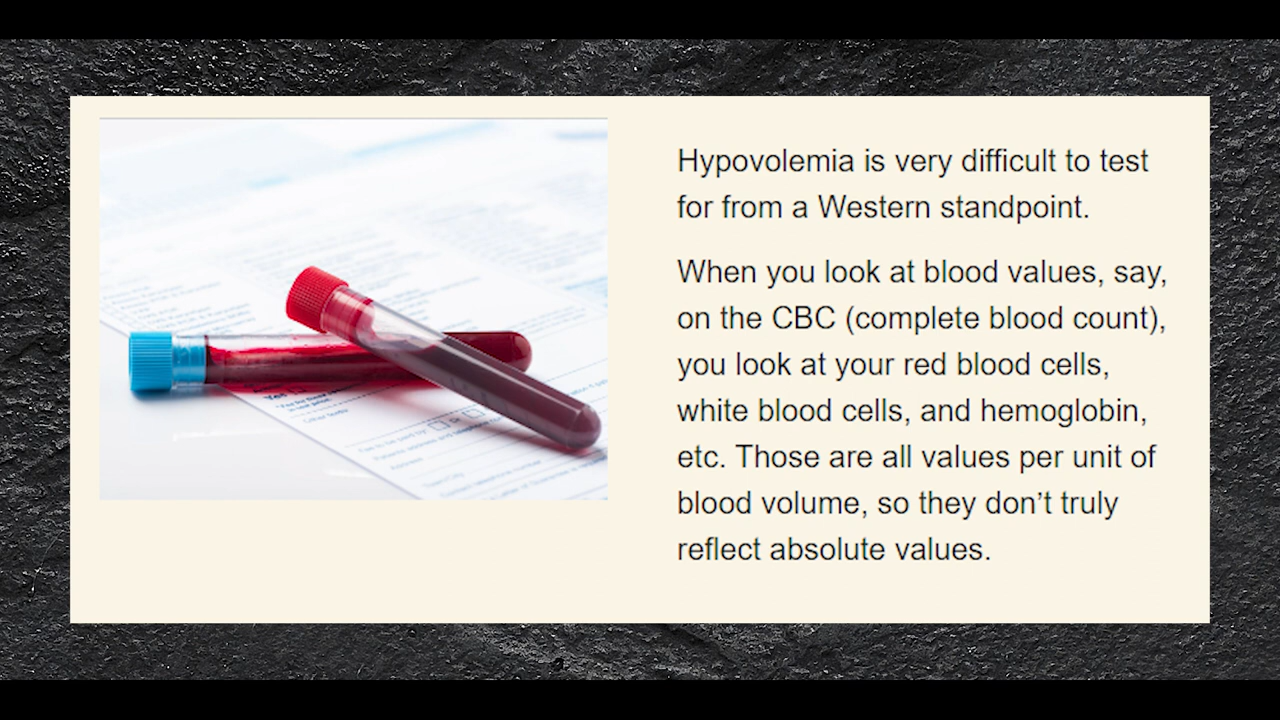 Hypovolemia is very difficult to test
for from a Western standpoint.
When you look at blood values, say,
on the CBC (complete blood count),
you look at your red blood cells,
white blood cells, and hemoglobin,
etc. Those are all values per unit of
blood volume, so they don’t truly
reflect absolute values.